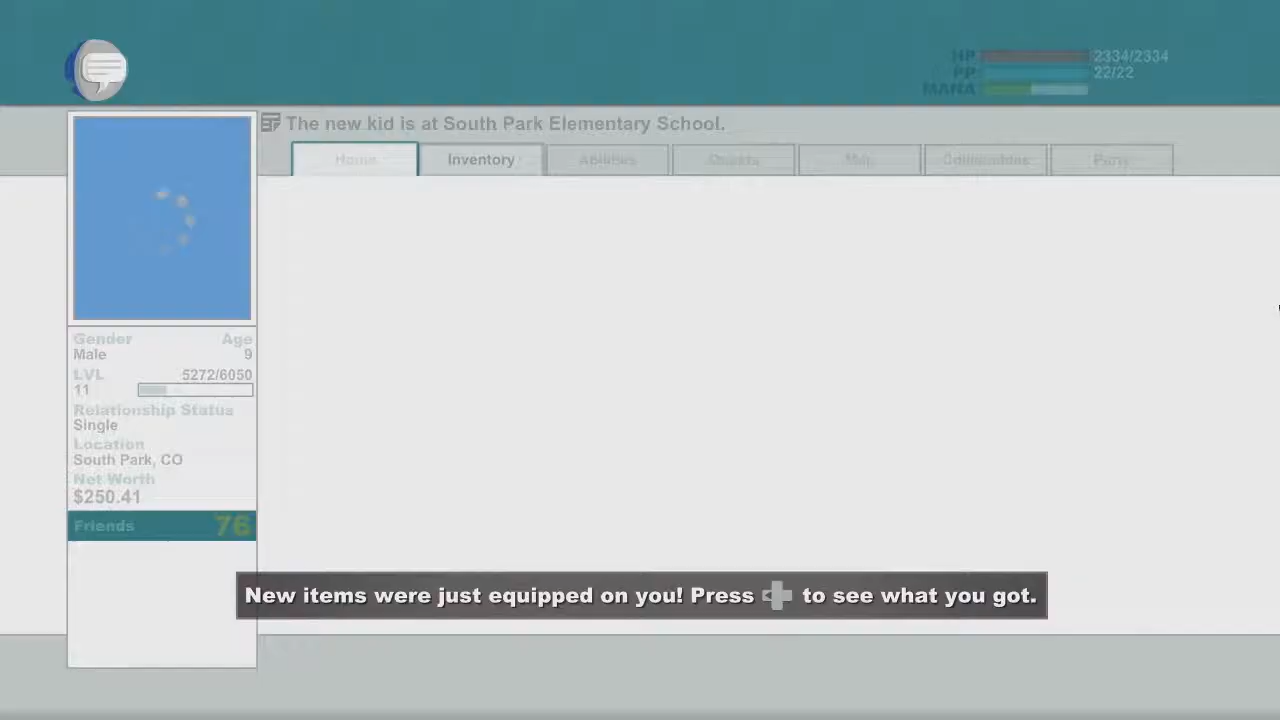 HP 2334/2334
PP 22/22
MANA
The new kid is at South Park Elementary School.
Home Inventory Abilities Quests Map Collectibles Party
Gender Age
Male 9
LVL 5272/6050
11
Relationship Status
Single
Location
South Park, CO
Net Worth
$250.41
Friends 76
New items were just equipped on you! Press to see what you got.